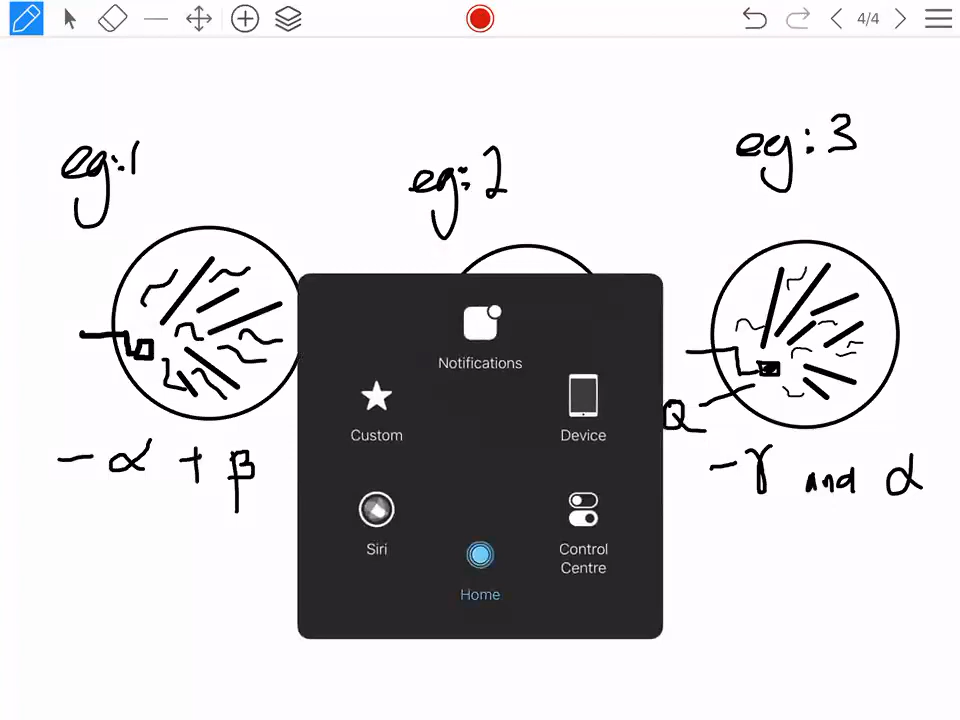 4/4
eg:1
eg:2
eg:3
Notifications
Custom
Device
Siri
Control
Centre
Home
Q
- α + β
- γ and α